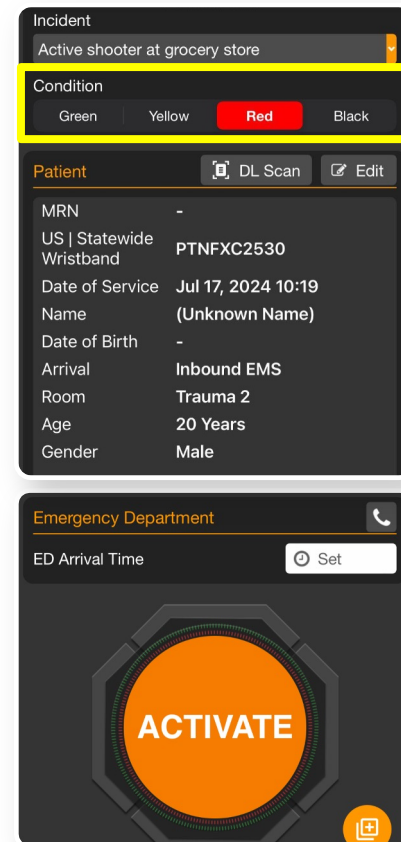 Incident
Active shooter at grocery store
Condition
Green Yellow Red Black
Patient DL Scan Edit
MRN -
US | Statewide
Wristband PTNFXC2530
Date of Service Jul 17, 2024 10:19
Name (Unknown Name)
Date of Birth -
Arrival Inbound EMS
Room Trauma 2
Age 20 Years
Gender Male
Emergency Department
ED Arrival Time Set
ACTIVATE